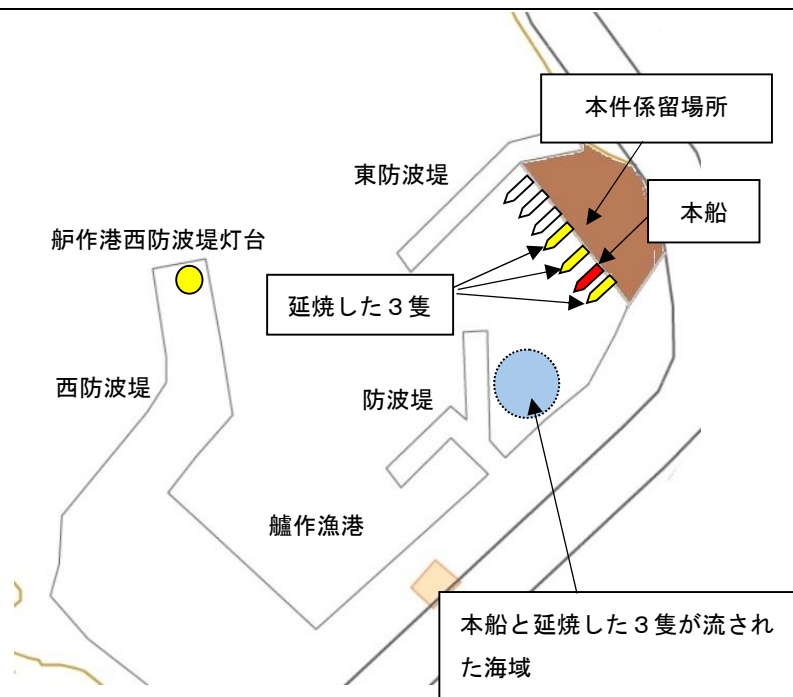 本件係留場所
東防波堤
本船
舮作港西防波堤灯台
延焼した３隻
西防波堤
防波堤
艫作漁港
本船と延焼した３隻が流され
た海域